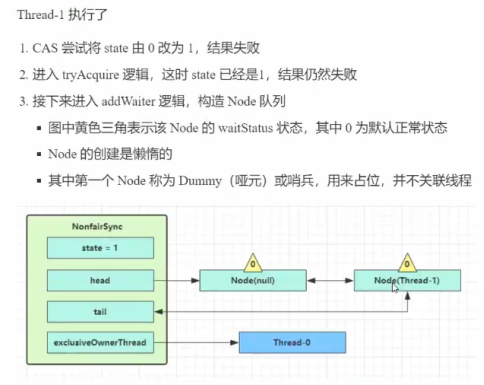 Thread-1 执行了
1. CAS 尝试将 state 由 0 改为 1，结果失败
2. 进入 tryAcquire 逻辑，这时 state 已经是1，结果仍然失败
3. 接下来进入 addWaiter 逻辑，构造 Node 队列
▪ 图中黄色三角表示该 Node 的 waitStatus 状态，其中 0 为默认正常状态
▪ Node 的创建是懒惰的
▪ 其中第一个 Node 称为 Dummy（哑元）或哨兵，用来占位，并不关联线程
NonfairSync
state = 1
head
tail
exclusiveOwnerThread
0
Node(null)
0
Node(Thread-1)
Thread-0